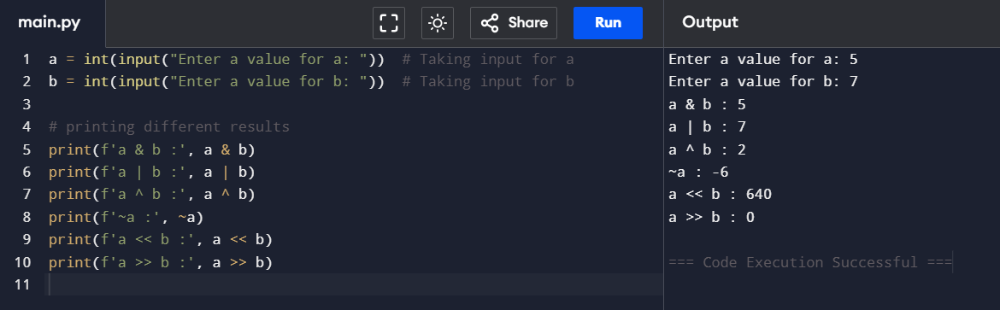 main.py
Share
Run
Output
1 a = int(input("Enter a value for a: "))  # Taking input for a
2 b = int(input("Enter a value for b: "))  # Taking input for b
3
4 # printing different results
5 print(f'a & b :', a & b)
6 print(f'a | b :', a | b)
7 print(f'a ^ b :', a ^ b)
8 print(f'~a :', ~a)
9 print(f'a << b :', a << b)
10 print(f'a >> b :', a >> b)
11
Enter a value for a: 5
Enter a value for b: 7
a & b : 5
a | b : 7
a ^ b : 2
~a : -6
a << b : 640
a >> b : 0
=== Code Execution Successful ===